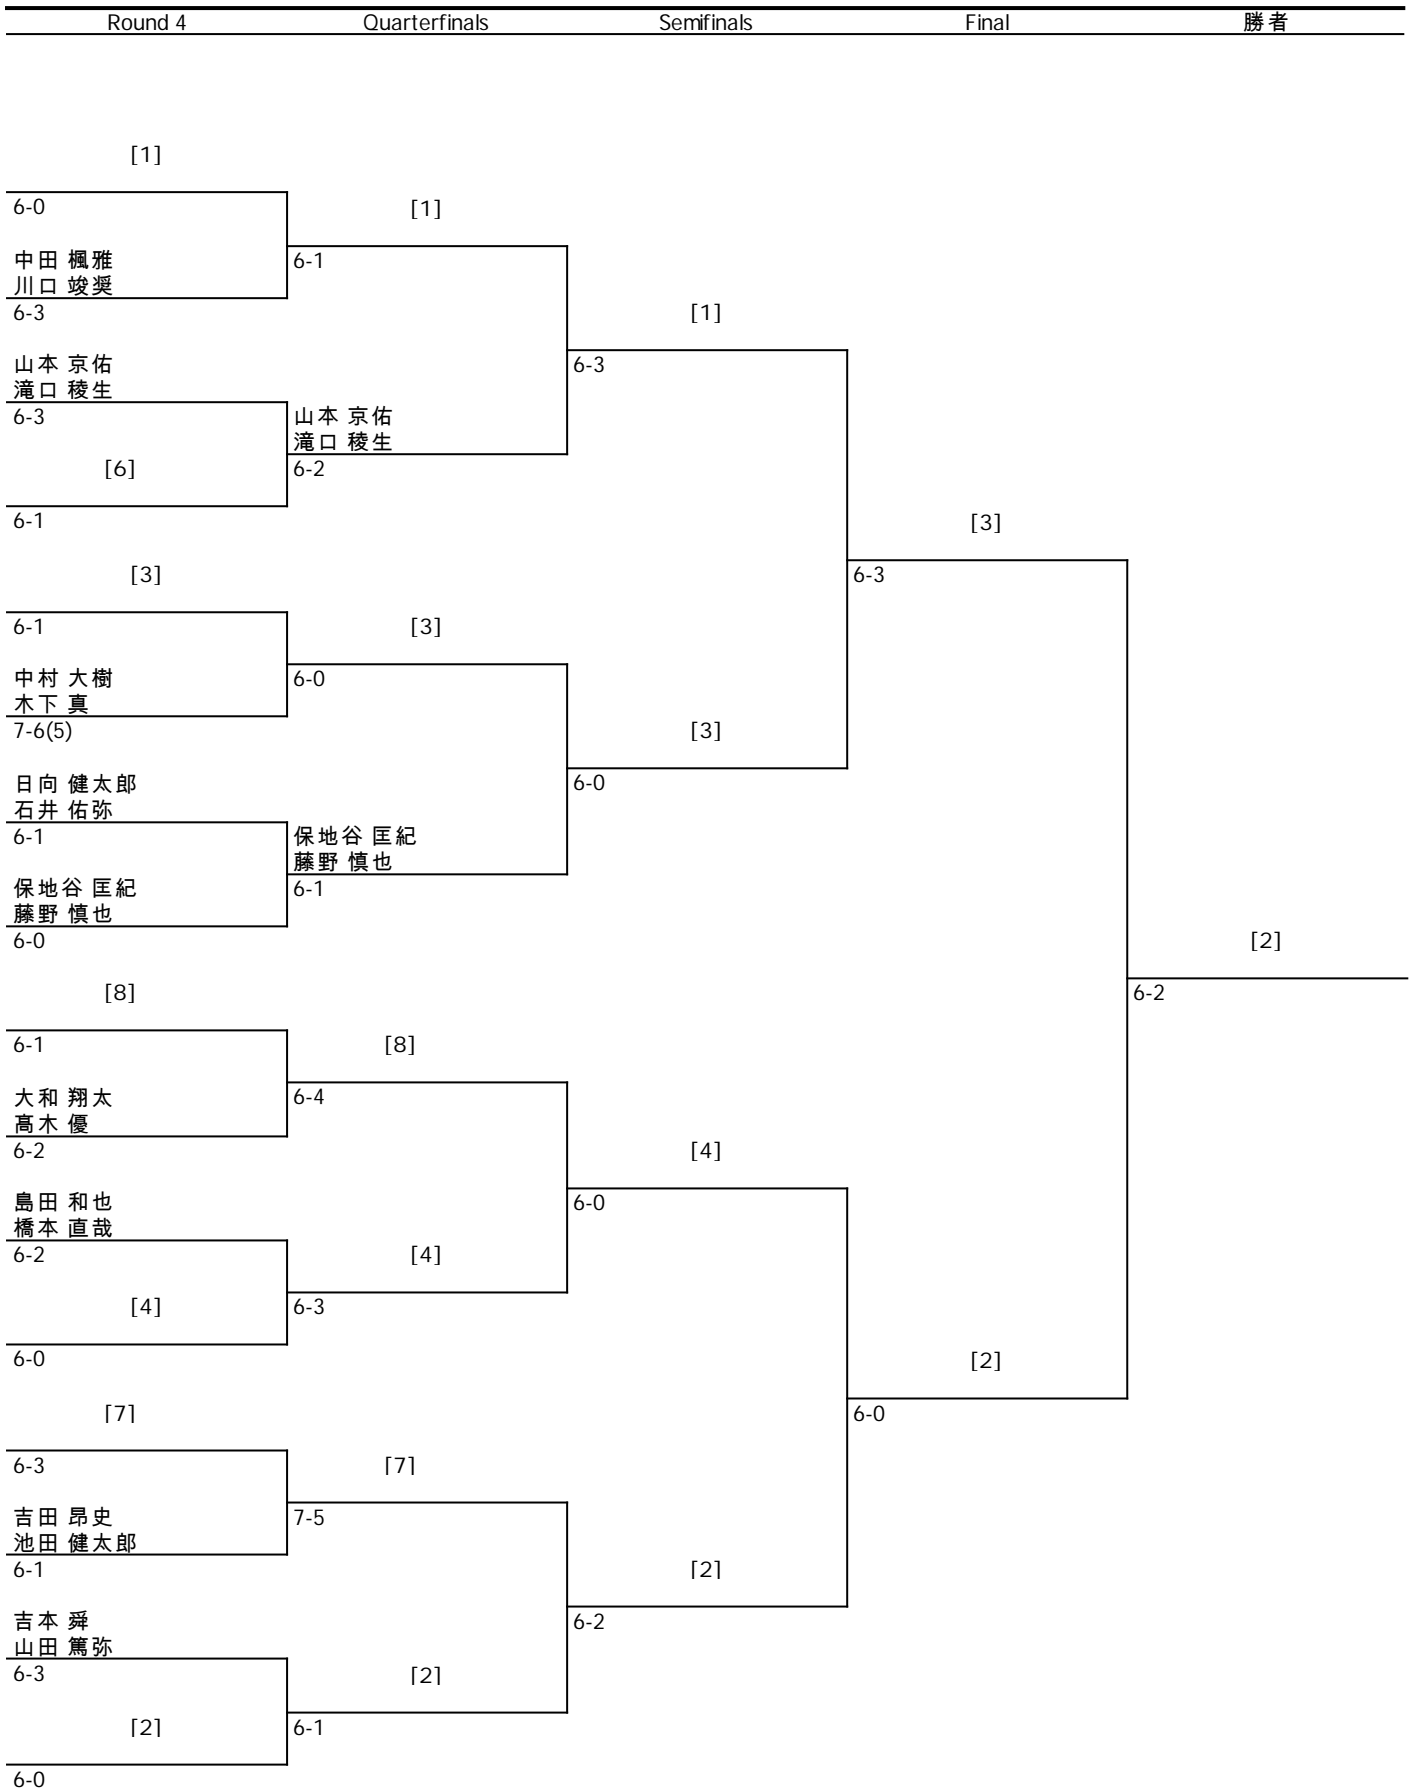 Round 4 Quarterfinals Semifinals Final 勝者
[1]
6-0
[1]
中田 楓雅
川口 竣奨
6-1
6-3
[1]
山本 京佑
滝口 稜生
6-3
6-3
山本 京佑
滝口 稜生
[6]
6-2
6-1
[3]
[3]
6-3
6-1
[3]
中村 大樹
木下 真
6-0
7-6(5)
[3]
日向 健太郎
石井 佑弥
6-0
6-1
保地谷 匡紀
藤野 慎也
保地谷 匡紀
藤野 慎也
6-1
6-0
[2]
[8]
6-2
6-1
[8]
大和 翔太
髙木 優
6-4
6-2
[4]
島田 和也
橋本 直哉
6-0
6-2
[4]
[4]
6-3
6-0
[2]
[7]
6-0
6-3
[7]
吉田 昂史
池田 健太郎
7-5
6-1
[2]
吉本 舜
山田 篤弥
6-2
6-3
[2]
[2]
6-1
6-0